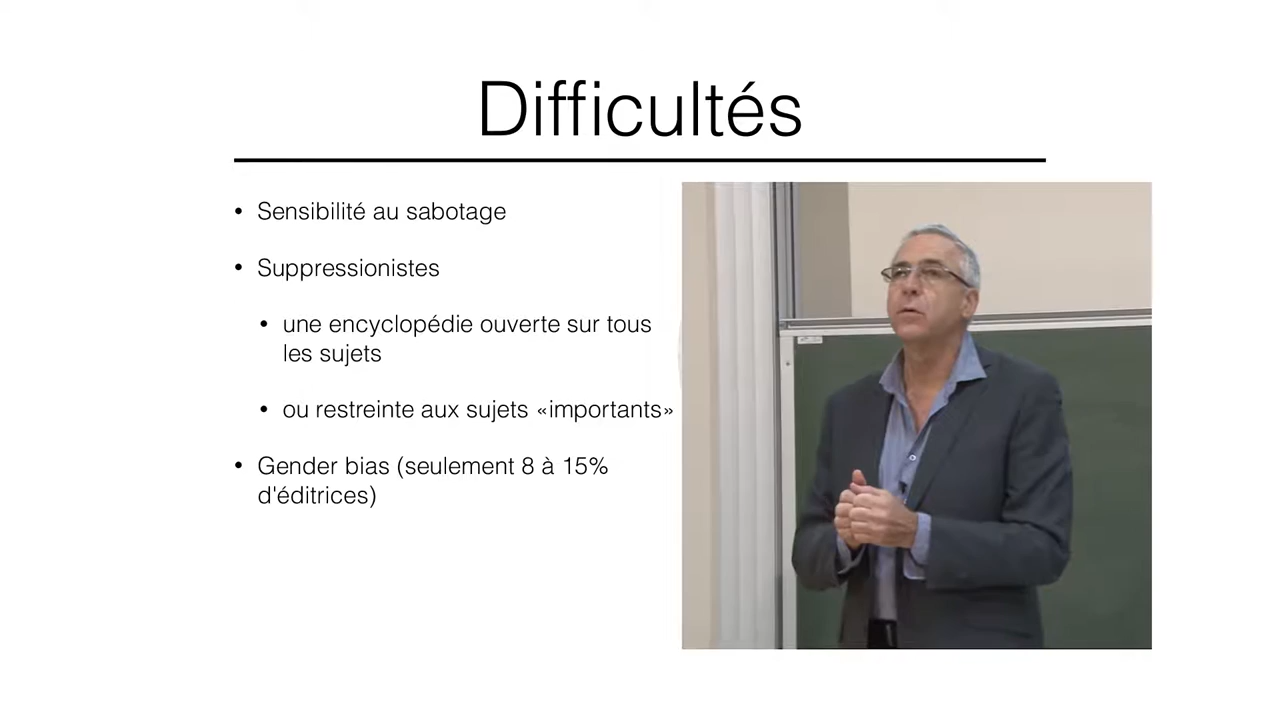 Difficultés
• Sensibilité au sabotage
• Suppressionistes
• une encyclopédie ouverte sur tous
les sujets
• ou restreinte aux sujets «importants»
• Gender bias (seulement 8 à 15%
d'éditrices)